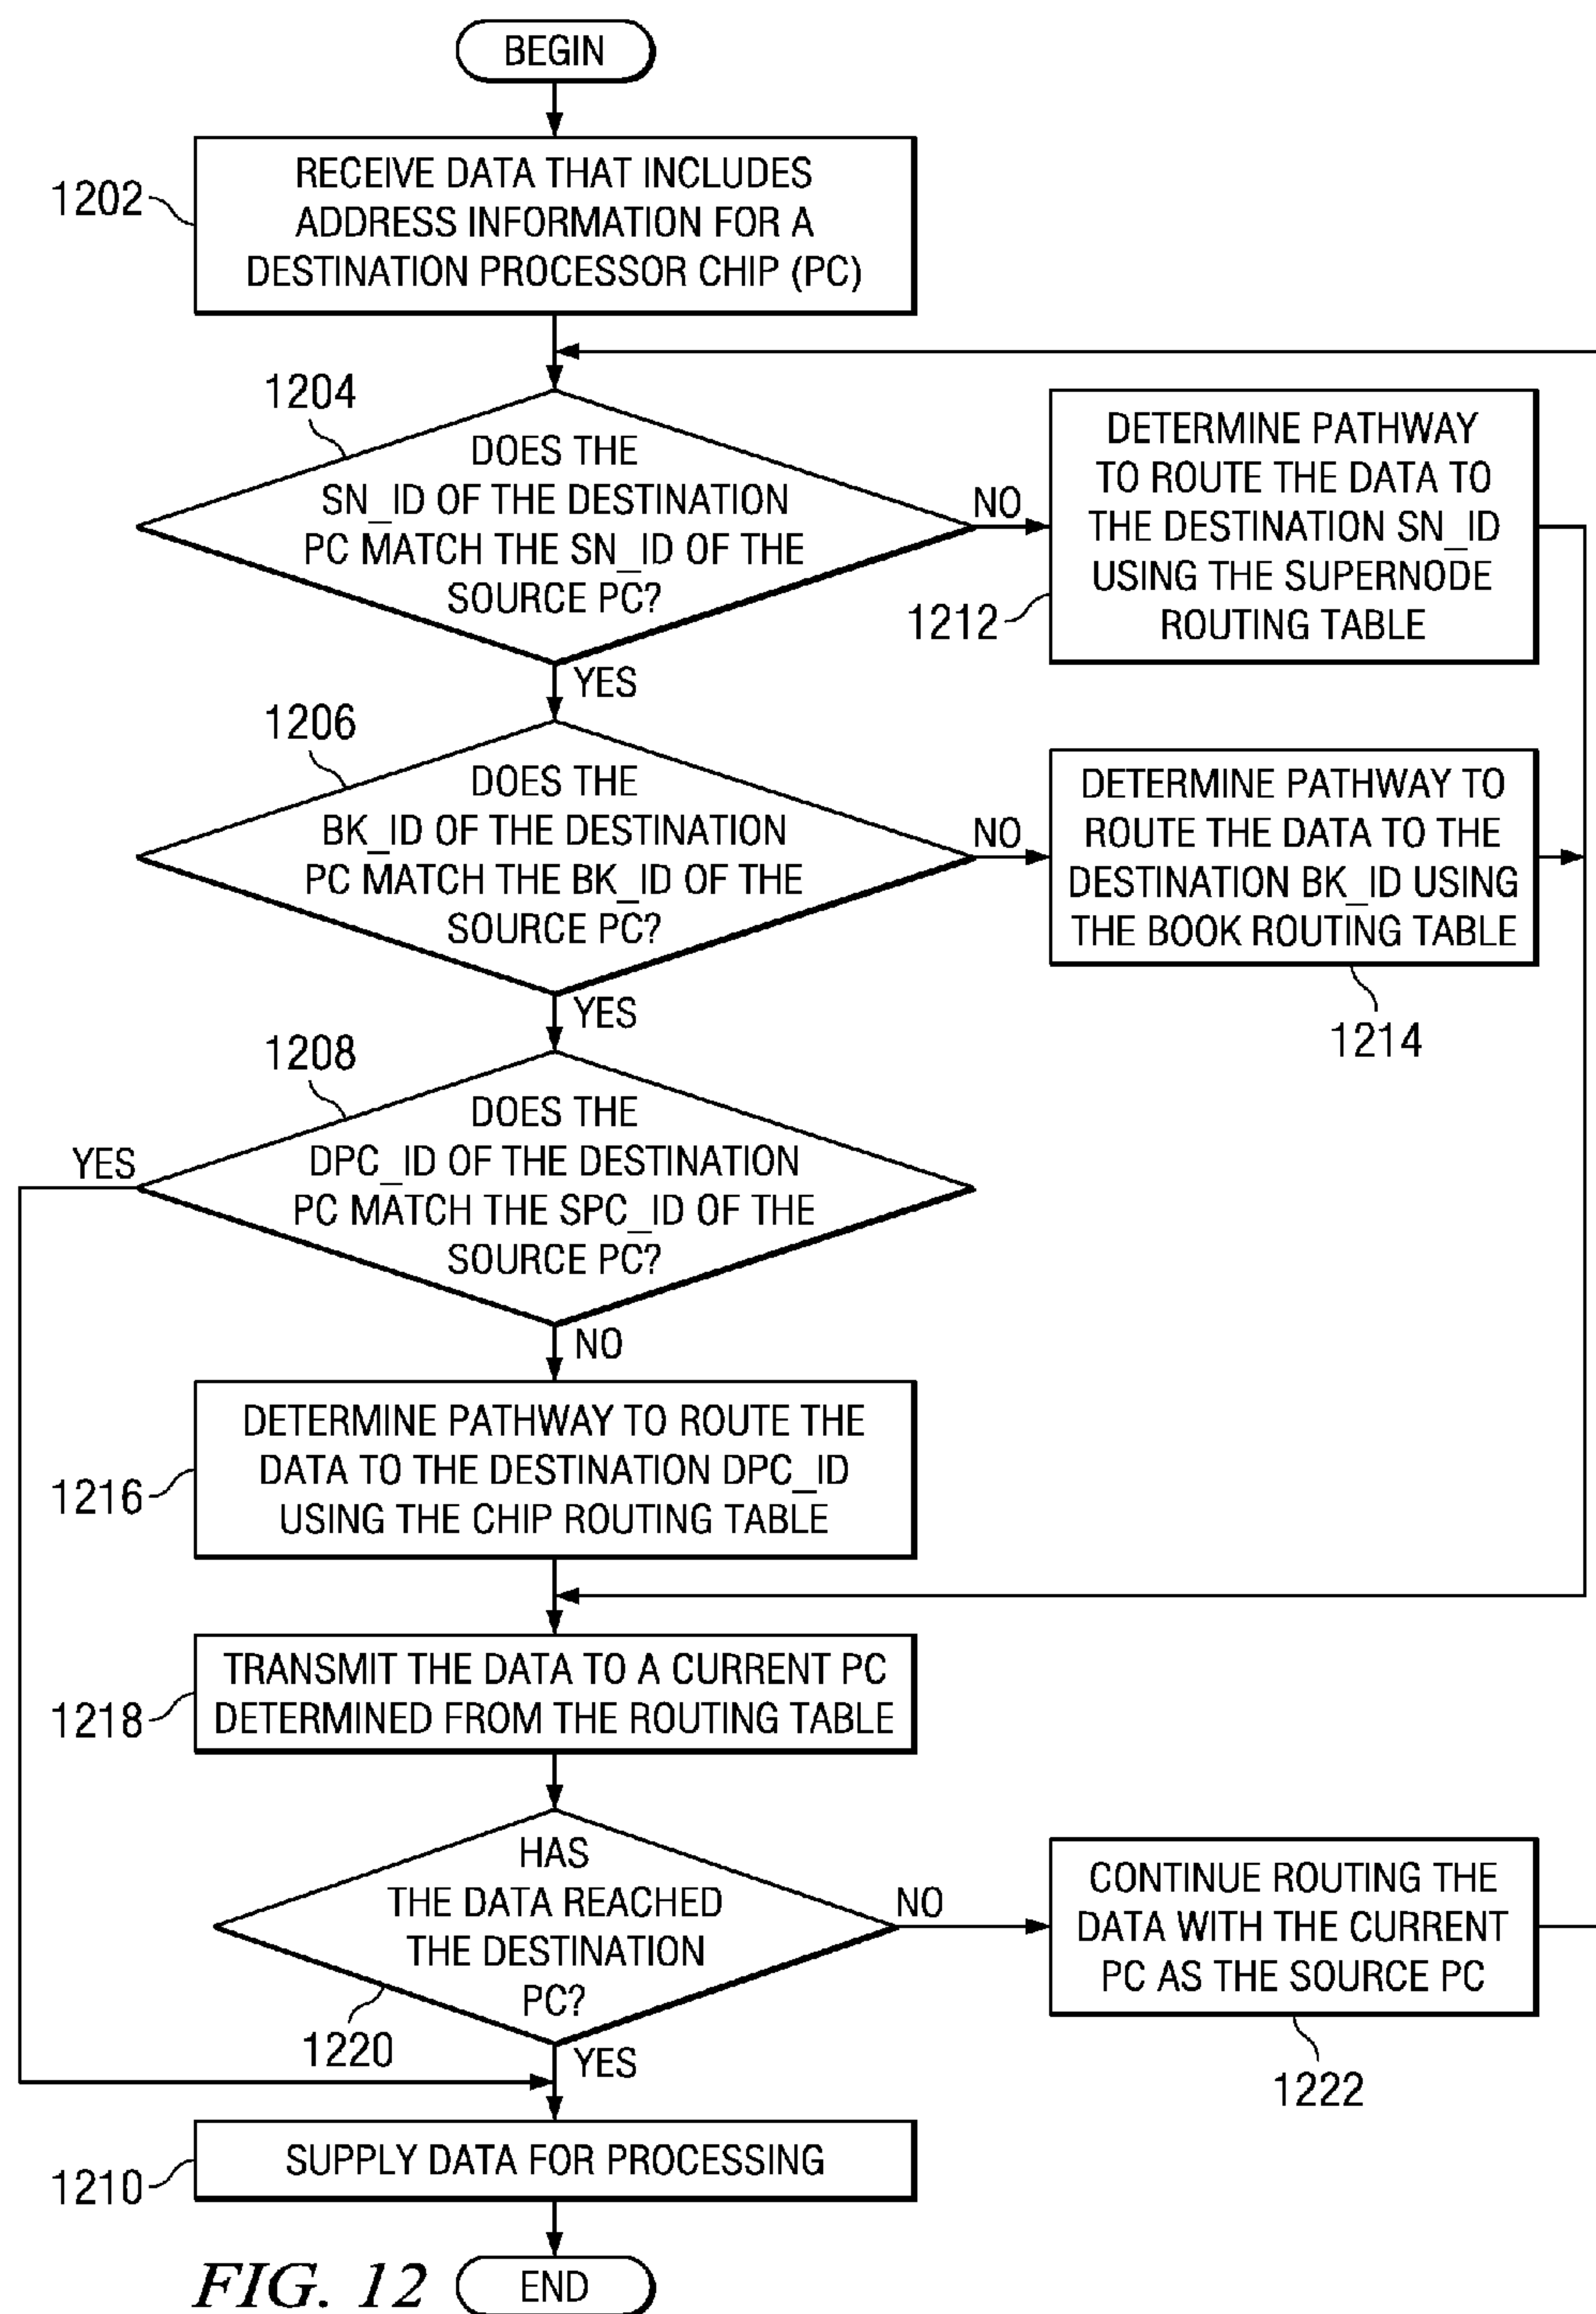 BEGIN
1202
RECEIVE DATA THAT INCLUDES
ADDRESS INFORMATION FOR A
DESTINATION PROCESSOR CHIP (PC)
1204
DOES THE
SN_ID OF THE DESTINATION
PC MATCH THE SN_ID OF THE
SOURCE PC?
NO
DETERMINE PATHWAY
TO ROUTE THE DATA TO
THE DESTINATION SN_ID
USING THE SUPERNODE
ROUTING TABLE
1212
YES
1206
DOES THE
BK_ID OF THE DESTINATION
PC MATCH THE BK_ID OF THE
SOURCE PC?
NO
DETERMINE PATHWAY TO
ROUTE THE DATA TO THE
DESTINATION BK_ID USING
THE BOOK ROUTING TABLE
1214
YES
1208
DOES THE
DPC_ID OF THE DESTINATION
PC MATCH THE SPC_ID OF THE
SOURCE PC?
YES
NO
DETERMINE PATHWAY TO ROUTE THE
DATA TO THE DESTINATION DPC_ID
USING THE CHIP ROUTING TABLE
1216
TRANSMIT THE DATA TO A CURRENT PC
DETERMINED FROM THE ROUTING TABLE
1218
HAS
THE DATA REACHED
THE DESTINATION
PC?
1220
NO
CONTINUE ROUTING THE
DATA WITH THE CURRENT
PC AS THE SOURCE PC
1222
YES
SUPPLY DATA FOR PROCESSING
1210
END
FIG. 12